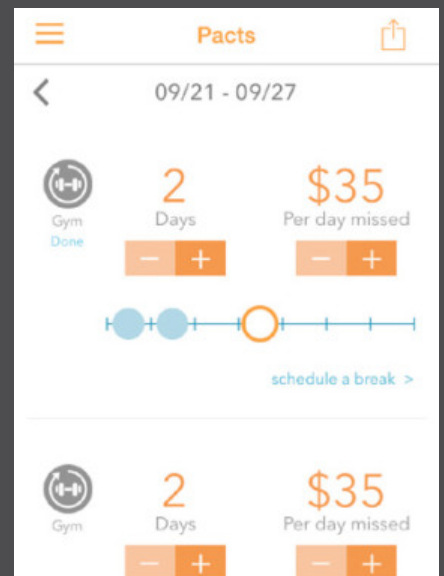 Pacts
09/21 - 09/27
2
$35
Gym
Days
Per day missed
Done
− +
− +
schedule a break >
2
$35
Gym
Days
Per day missed
− +
− +